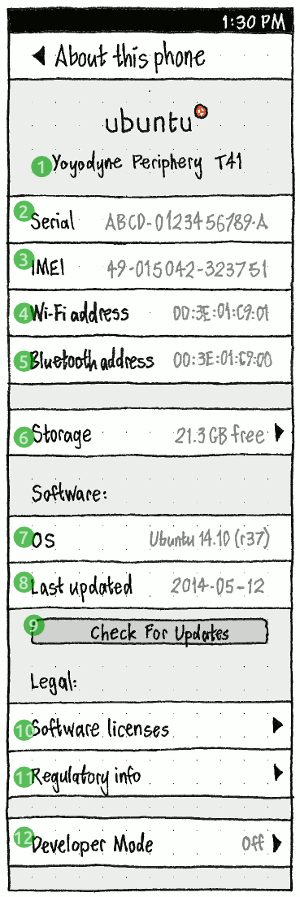 1:30 PM
About this phone
ubuntu
1 Yoyodyne Periphery T41
2 Serial ABCD-0123456789-A
3 IMEI 49-015042-323751
4 Wi-Fi address 00:3E:01:C9:01
5 Bluetooth address 00:3E:01:C9:00
6 Storage 21.3 GB free
Software:
7 OS Ubuntu 14.10 (r37)
8 Last updated 2014-05-12
9 Check For Updates
Legal:
10 Software licenses
11 Regulatory info
12 Developer Mode Off